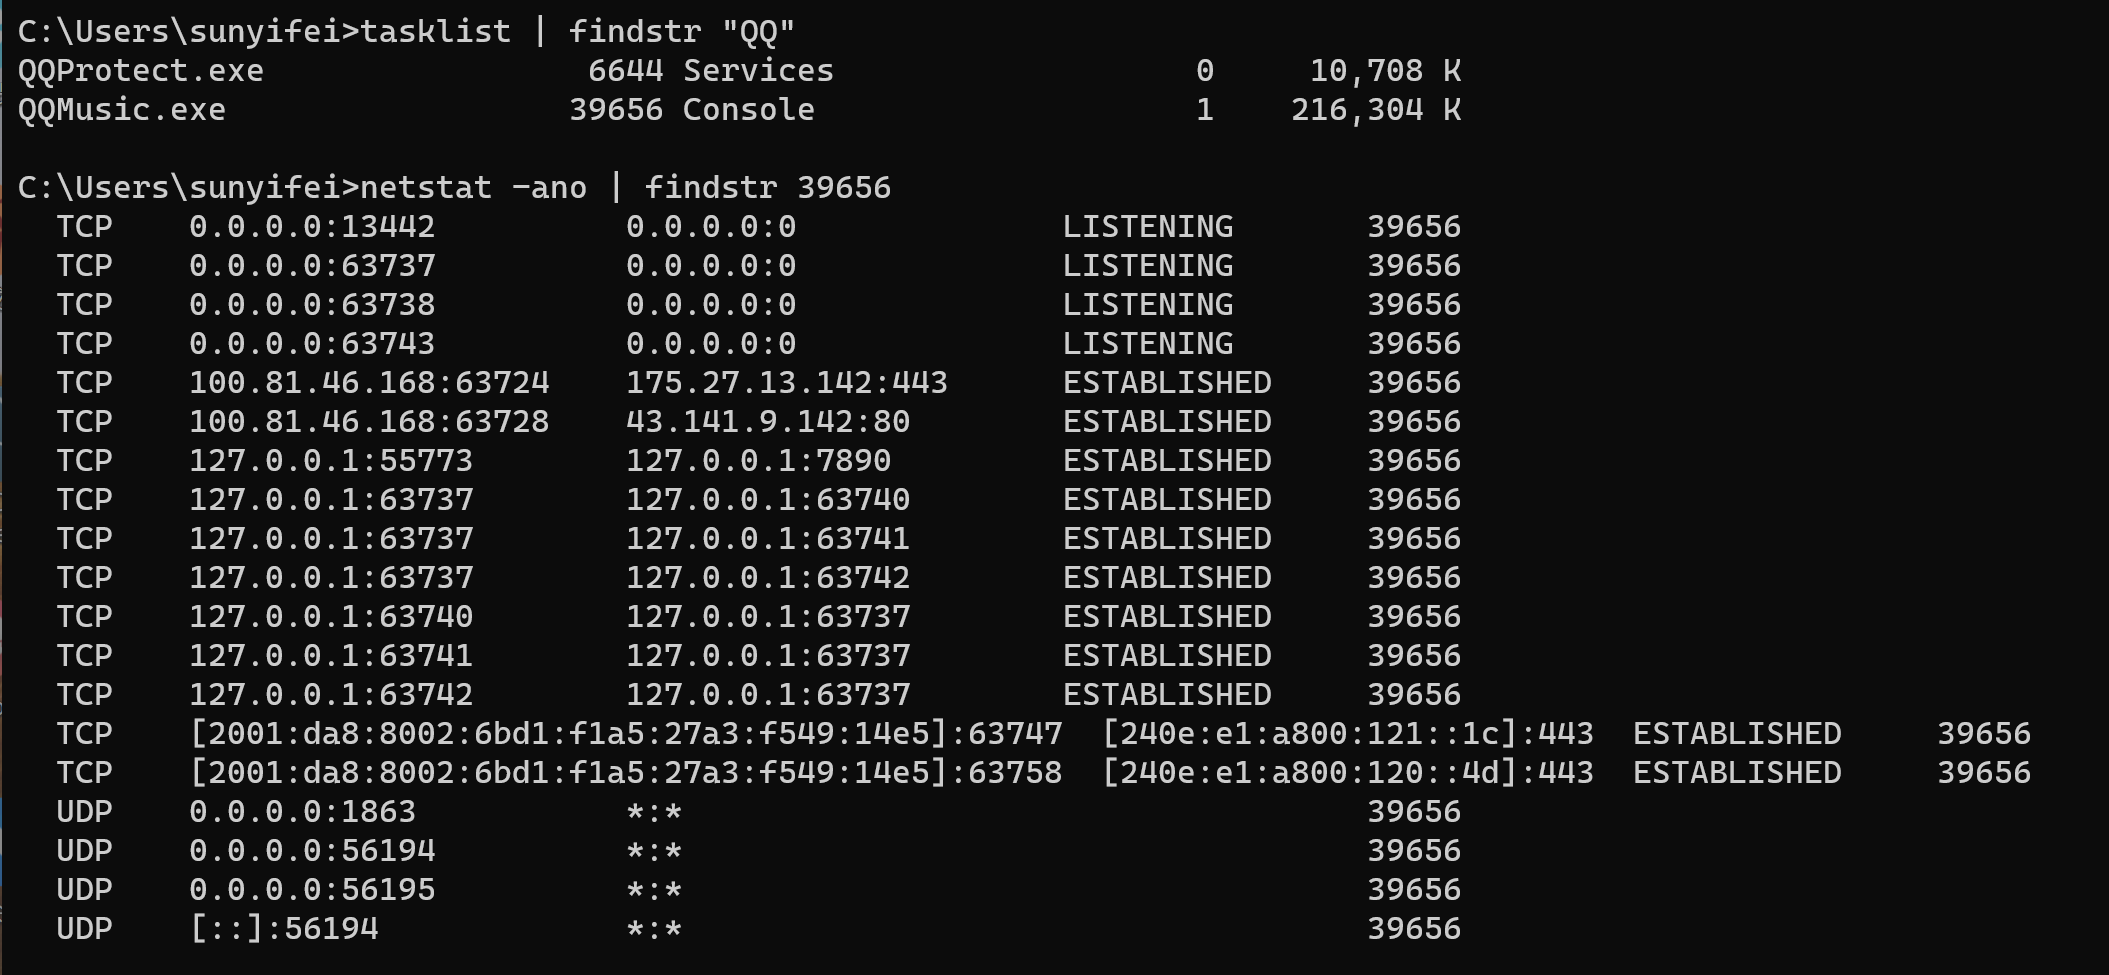 C:\Users\sunyifei>tasklist | findstr "QQ"
QQProtect.exe                 6644 Services                   0     10,708 K
QQMusic.exe                  39656 Console                    1    216,304 K

C:\Users\sunyifei>netstat -ano | findstr 39656
  TCP    0.0.0.0:13442          0.0.0.0:0              LISTENING       39656
  TCP    0.0.0.0:63737          0.0.0.0:0              LISTENING       39656
  TCP    0.0.0.0:63738          0.0.0.0:0              LISTENING       39656
  TCP    0.0.0.0:63743          0.0.0.0:0              LISTENING       39656
  TCP    100.81.46.168:63724    175.27.13.142:443      ESTABLISHED     39656
  TCP    100.81.46.168:63728    43.141.9.142:80        ESTABLISHED     39656
  TCP    127.0.0.1:55773        127.0.0.1:7890         ESTABLISHED     39656
  TCP    127.0.0.1:63737        127.0.0.1:63740        ESTABLISHED     39656
  TCP    127.0.0.1:63737        127.0.0.1:63741        ESTABLISHED     39656
  TCP    127.0.0.1:63737        127.0.0.1:63742        ESTABLISHED     39656
  TCP    127.0.0.1:63740        127.0.0.1:63737        ESTABLISHED     39656
  TCP    127.0.0.1:63741        127.0.0.1:63737        ESTABLISHED     39656
  TCP    127.0.0.1:63742        127.0.0.1:63737        ESTABLISHED     39656
  TCP    [2001:da8:8002:6bd1:f1a5:27a3:f549:14e5]:63747  [240e:e1:a800:121::1c]:443  ESTABLISHED     39656
  TCP    [2001:da8:8002:6bd1:f1a5:27a3:f549:14e5]:63758  [240e:e1:a800:120::4d]:443  ESTABLISHED     39656
  UDP    0.0.0.0:1863           *:*                                    39656
  UDP    0.0.0.0:56194          *:*                                    39656
  UDP    0.0.0.0:56195          *:*                                    39656
  UDP    [::]:56194             *:*                                    39656